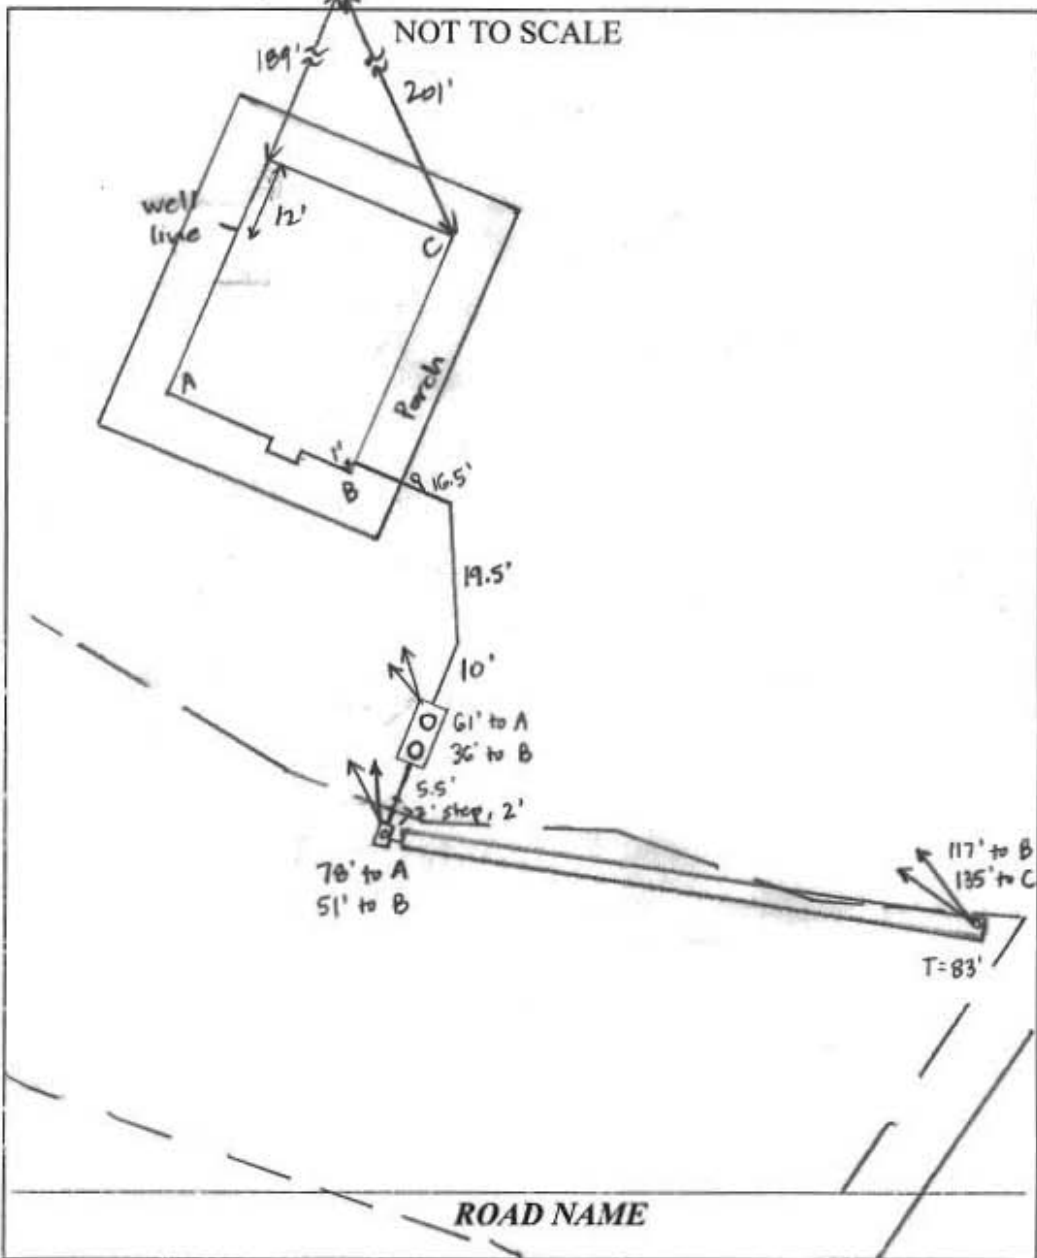 NOT TO SCALE
189'
201'
well
line
12'
C
A
Porch
1'
B
16.5'
19.5'
10'
61' to A
36' to B
5.5'
2' step, 2'
78' to A
51' to B
117' to B
135' to C
T=83'
ROAD NAME